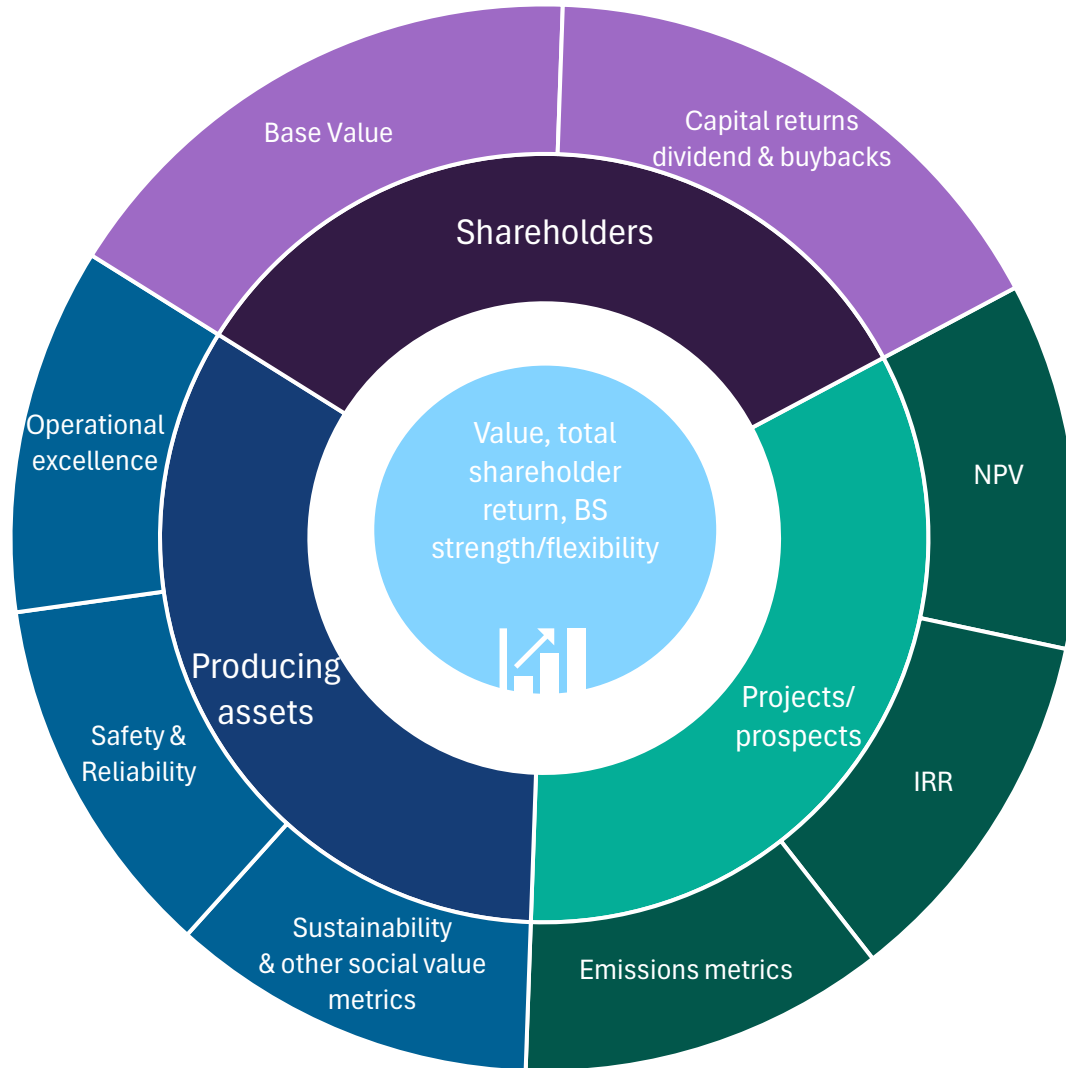 Base Value
Capital returns
dividend & buybacks
Shareholders
Operational
excellence
Value, total
shareholder
return, BS
strength/flexibility
NPV
Producing
assets
Projects/
prospects
Safety &
Reliability
IRR
Sustainability
& other social value
metrics
Emissions metrics